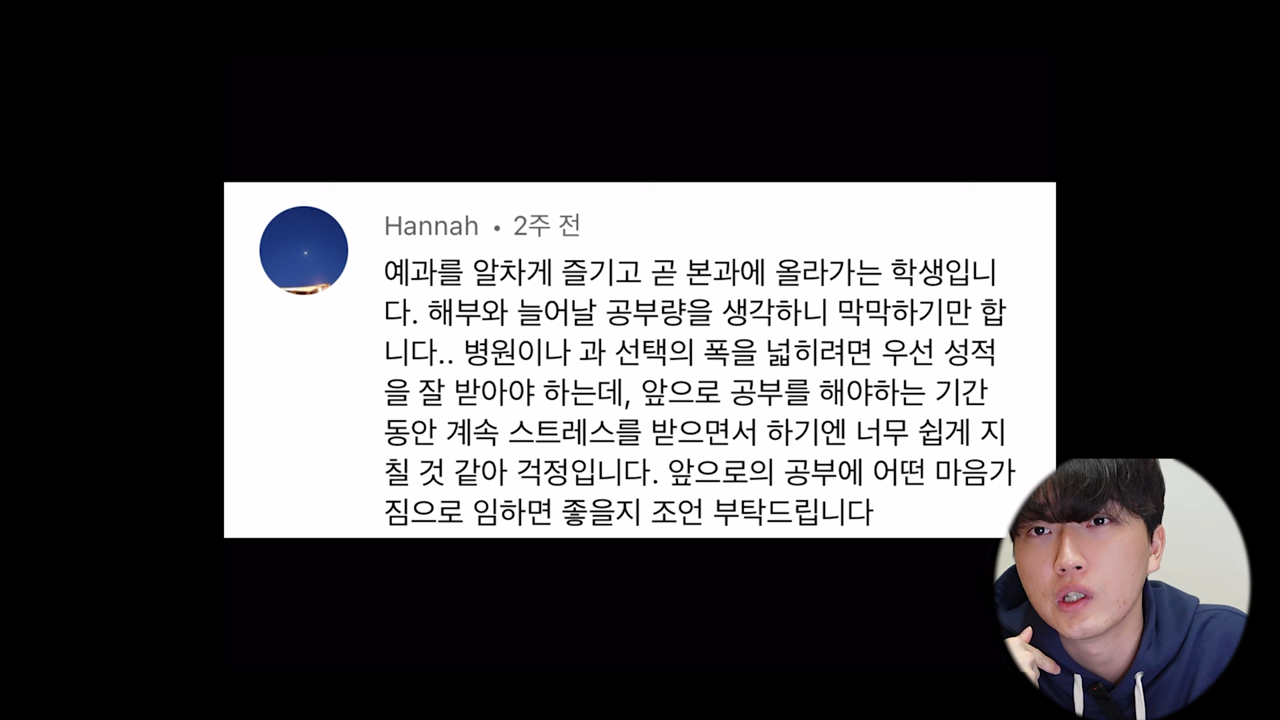 Hannah • 2주 전
예과를 알차게 즐기고 곧 본과에 올라가는 학생입니
다. 해부와 늘어날 공부량을 생각하니 막막하기만 합
니다.. 병원이나 과 선택의 폭을 넓히려면 우선 성적
을 잘 받아야 하는데, 앞으로 공부를 해야하는 기간
동안 계속 스트레스를 받으면서 하기엔 너무 쉽게 지
칠 것 같아 걱정입니다. 앞으로의 공부에 어떤 마음가
짐으로 임하면 좋을지 조언 부탁드립니다